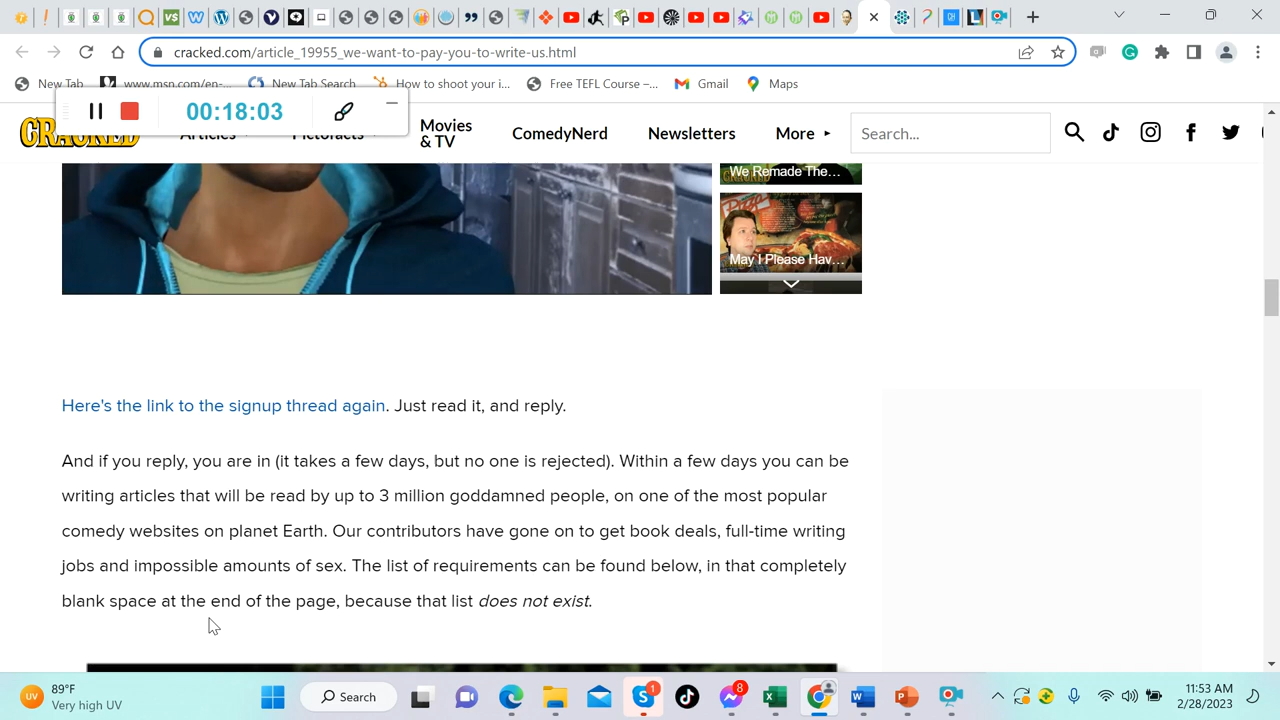 cracked.com/article_19955_we-want-to-pay-you-to-write-us.html
New Tab
www.msn.com/en-...
New Tab Search
How to shoot your i...
Free TEFL Course –...
Gmail
Maps
00:18:03
CRACKED
Articles
Pictofacts
Movies
& TV
ComedyNerd
Newsletters
More
Search...
We Remade The...
May I Please Hav...
Here's the link to the signup thread again. Just read it, and reply.
And if you reply, you are in (it takes a few days, but no one is rejected). Within a few days you can be
writing articles that will be read by up to 3 million goddamned people, on one of the most popular
comedy websites on planet Earth. Our contributors have gone on to get book deals, full-time writing
jobs and impossible amounts of sex. The list of requirements can be found below, in that completely
blank space at the end of the page, because that list does not exist.
UV
89°F
Very high UV
Search
1
8
11:53 AM
2/28/2023